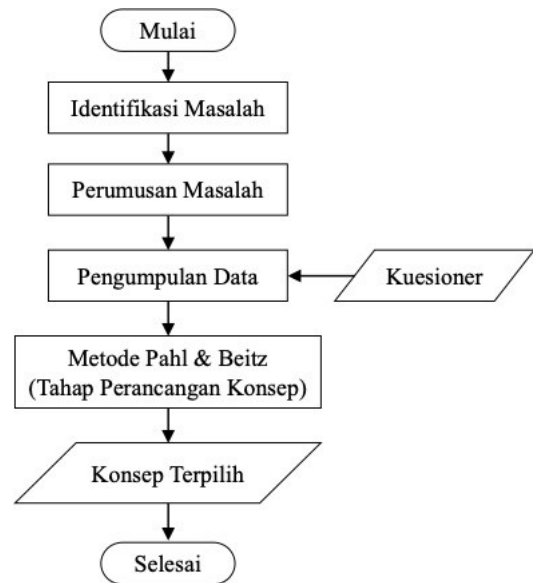 Mulai
Identifikasi Masalah
Perumusan Masalah
Pengumpulan Data
Kuesioner
Metode Pahl & Beitz
(Tahap Perancangan Konsep)
Konsep Terpilih
Selesai